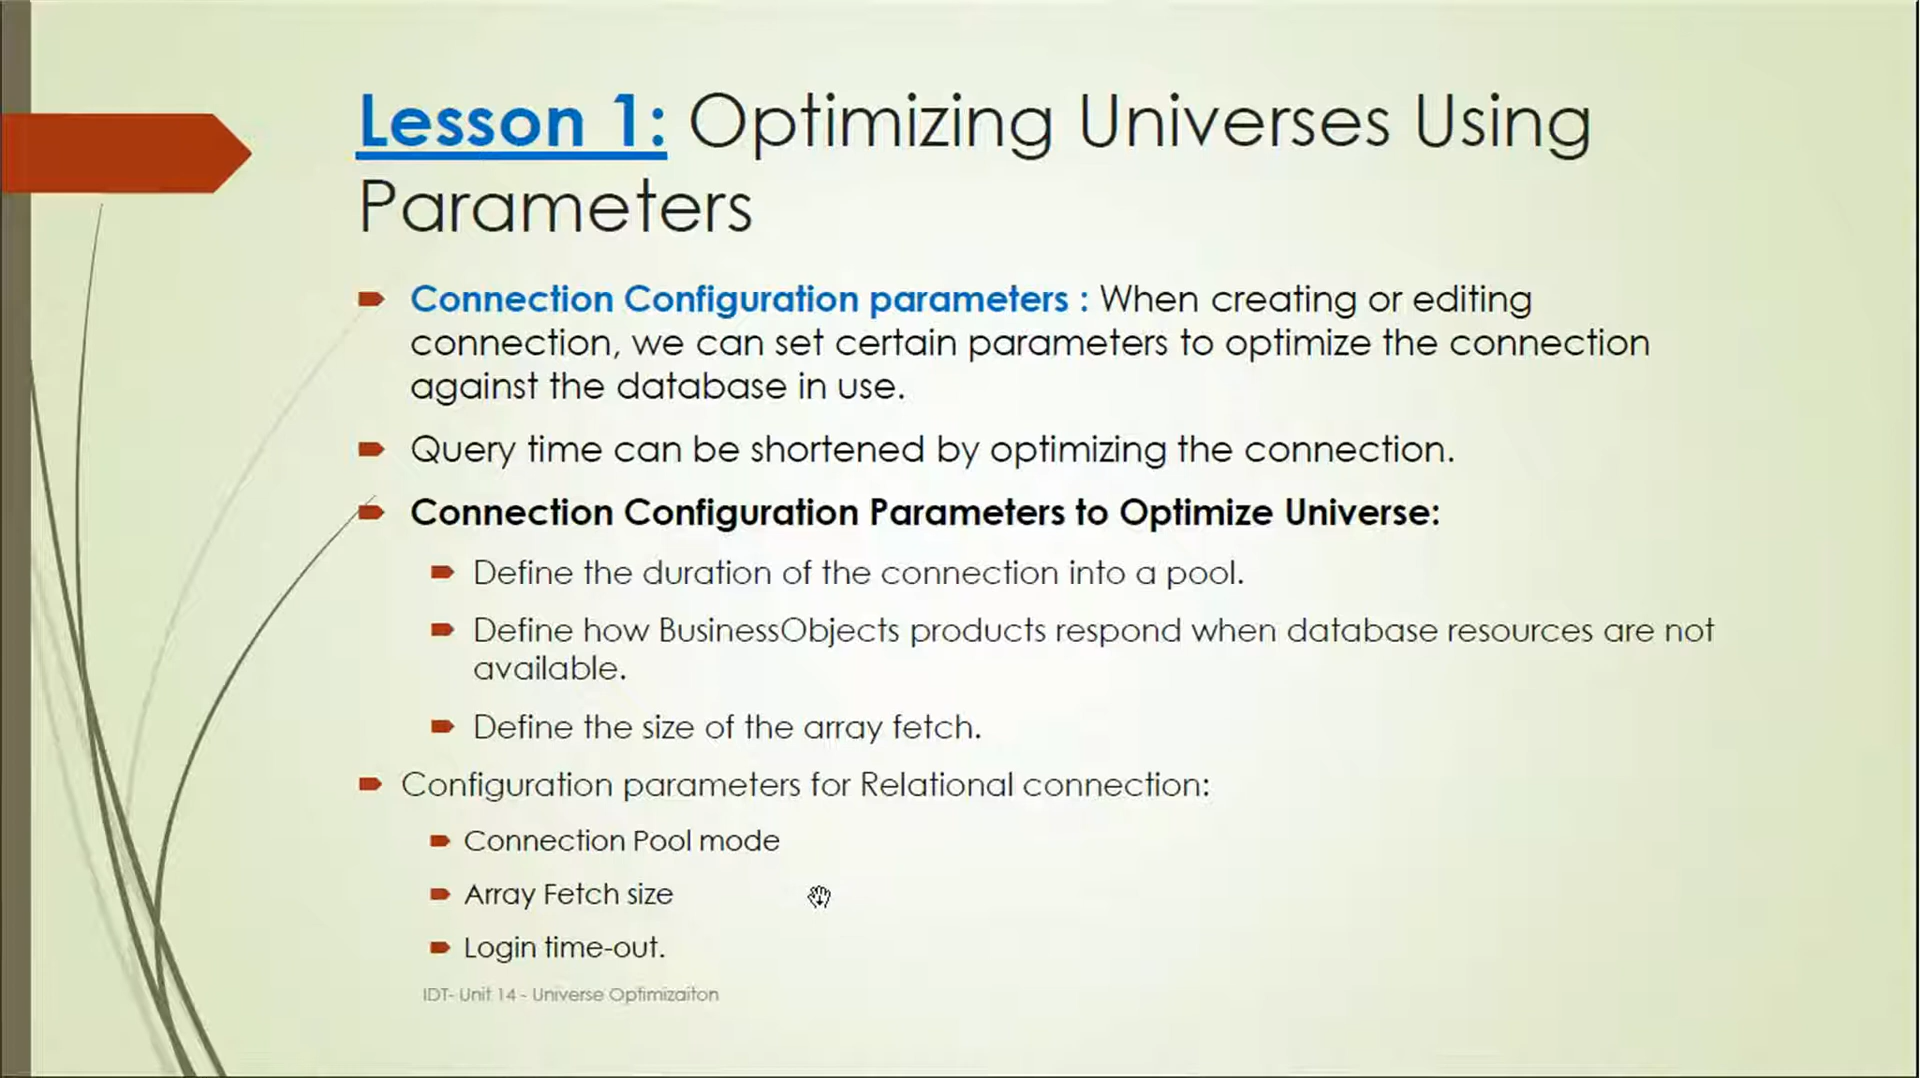 Lesson 1: Optimizing Universes Using
Parameters
Connection Configuration parameters : When creating or editing
connection, we can set certain parameters to optimize the connection
against the database in use.
Query time can be shortened by optimizing the connection.
Connection Configuration Parameters to Optimize Universe:
Define the duration of the connection into a pool.
Define how BusinessObjects products respond when database resources are not
available.
Define the size of the array fetch.
Configuration parameters for Relational connection:
Connection Pool mode
Array Fetch size
Login time-out.
IDT- Unit 14 - Universe Optimizaiton